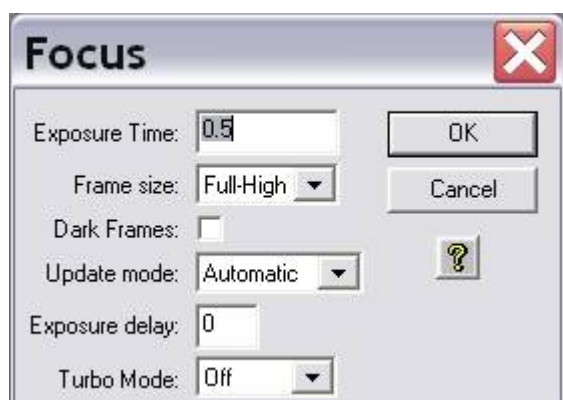 Focus
Exposure Time: 0.5 OK
Frame size: Full-High Cancel
Dark Frames:
Update mode: Automatic ?
Exposure delay: 0
Turbo Mode: Off